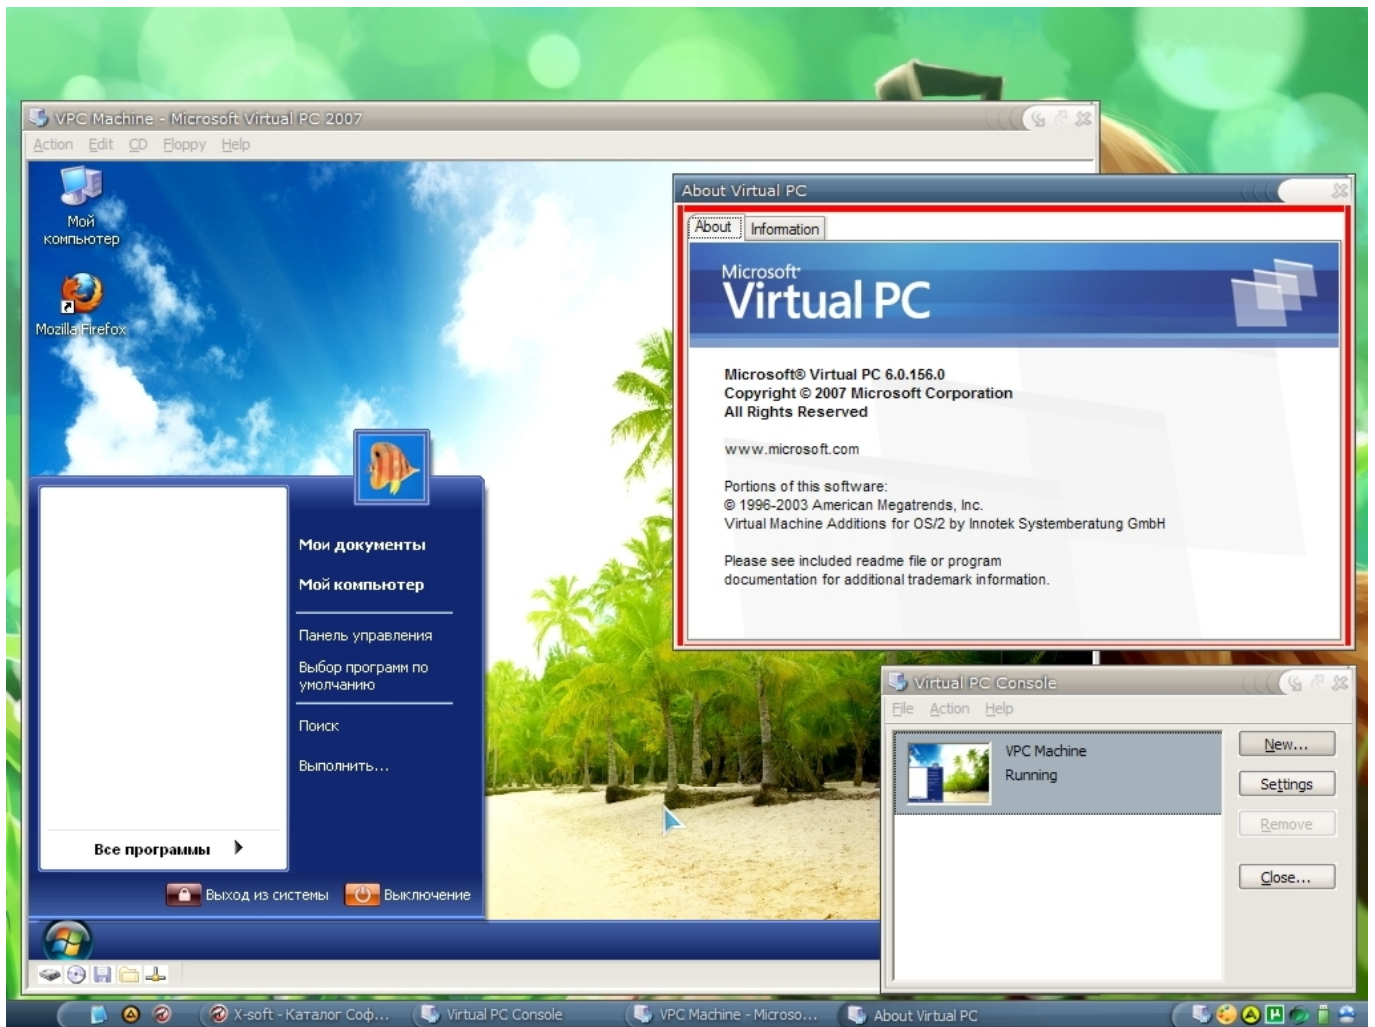 VPC Machine - Microsoft Virtual PC 2007
Action Edit CD Floppy Help
Мой
компьютер
Mozilla Firefox
Мои документы
Мой компьютер
Панель управления
Выбор программ по
умолчанию
Поиск
Выполнить...
Все программы
Выход из системы
Выключение
About Virtual PC
About
Information
Microsoft
Virtual PC
Microsoft® Virtual PC 6.0.156.0
Copyright © 2007 Microsoft Corporation
All Rights Reserved
www.microsoft.com
Portions of this software:
© 1996-2003 American Megatrends, Inc.
Virtual Machine Additions for OS/2 by Innotek Systemberatung GmbH
Please see included readme file or program
documentation for additional trademark information.
Virtual PC Console
File Action Help
VPC Machine
Running
New...
Settings
Remove
Close...
X-soft - Каталог Соф...
Virtual PC Console
VPC Machine - Microso...
About Virtual PC